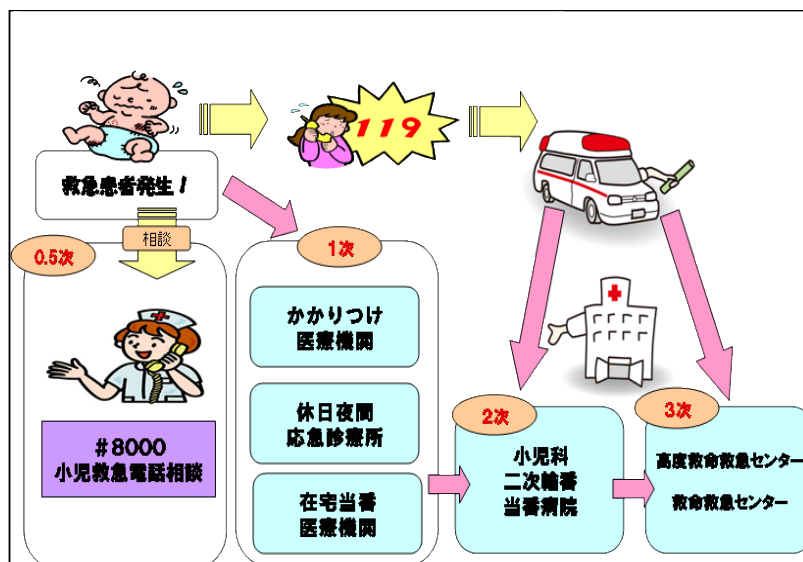 119
救急患者発生！
相談
0.5次
#8000
小児救急電話相談
1次
かかりつけ
医療機関
休日夜間
応急診療所
在宅当番
医療機関
2次
小児科
二次輪番
当番病院
3次
高度救命救急センター
救命救急センター